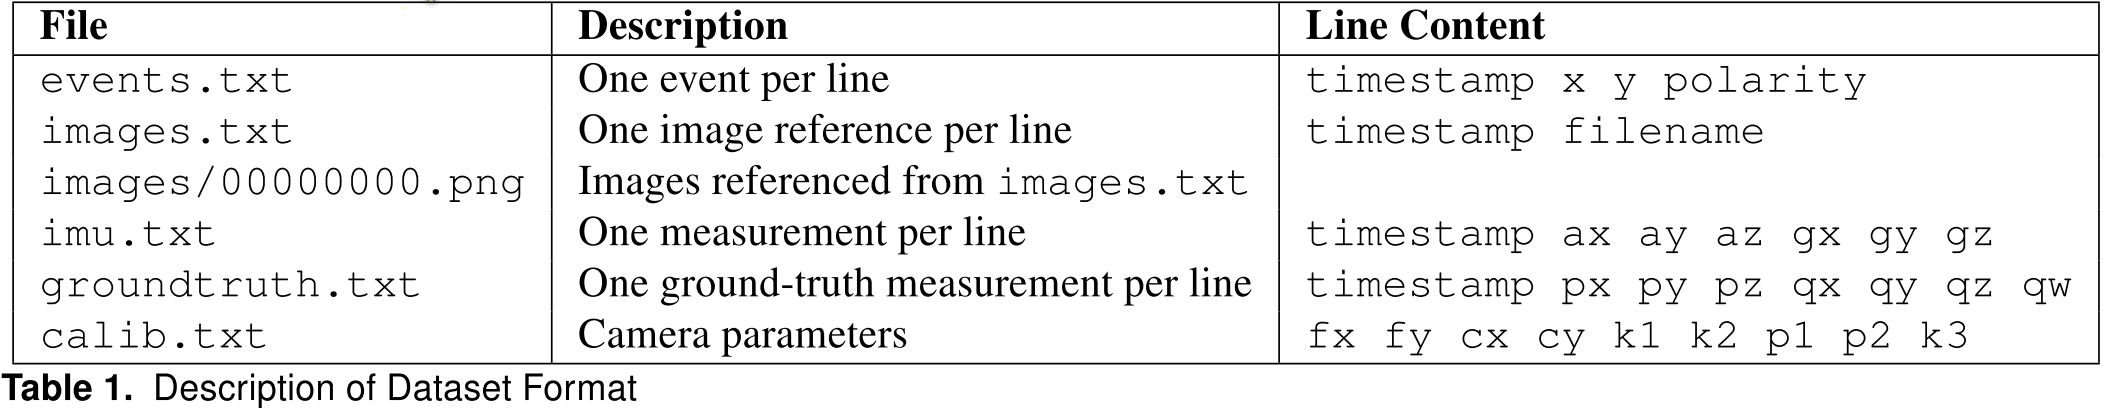 File Description Line Content
events.txt One event per line timestamp x y polarity
images.txt One image reference per line timestamp filename
images/00000000.png Images referenced from images.txt
imu.txt One measurement per line timestamp ax ay az gx gy gz
groundtruth.txt One ground-truth measurement per line timestamp px py pz qx qy qz qw
calib.txt Camera parameters fx fy cx cy k1 k2 p1 p2 k3
Table 1. Description of Dataset Format